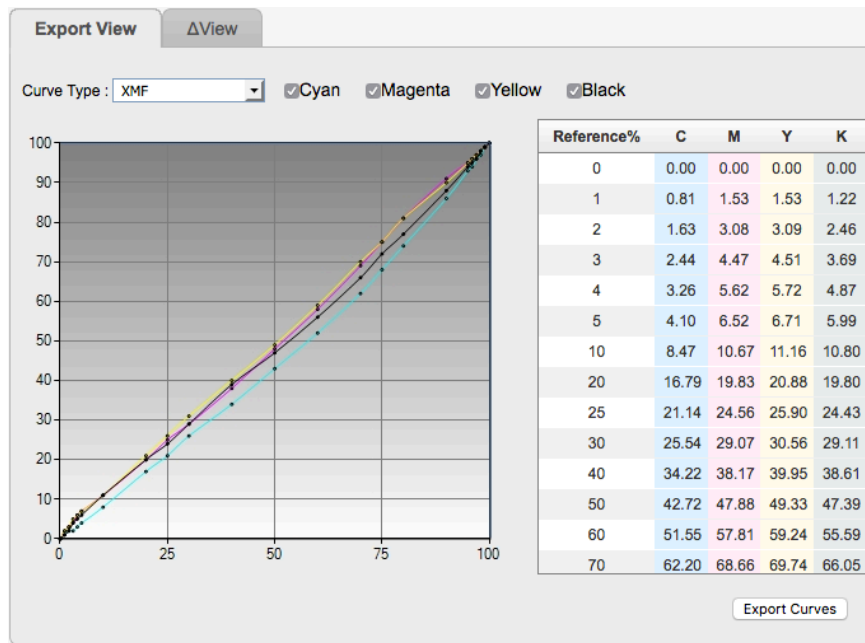 Export View ΔView
Curve Type : XMF Cyan Magenta Yellow Black
100
90
80
70
60
50
40
30
20
10
0
0 25 50 75 100
Reference% C M Y K
0 0.00 0.00 0.00 0.00
1 0.81 1.53 1.53 1.22
2 1.63 3.08 3.09 2.46
3 2.44 4.47 4.51 3.69
4 3.26 5.62 5.72 4.87
5 4.10 6.52 6.71 5.99
10 8.47 10.67 11.16 10.80
20 16.79 19.83 20.88 19.80
25 21.14 24.56 25.90 24.43
30 25.54 29.07 30.56 29.11
40 34.22 38.17 39.95 38.61
50 42.72 47.88 49.33 47.39
60 51.55 57.81 59.24 55.59
70 62.20 68.66 69.74 66.05
Export Curves